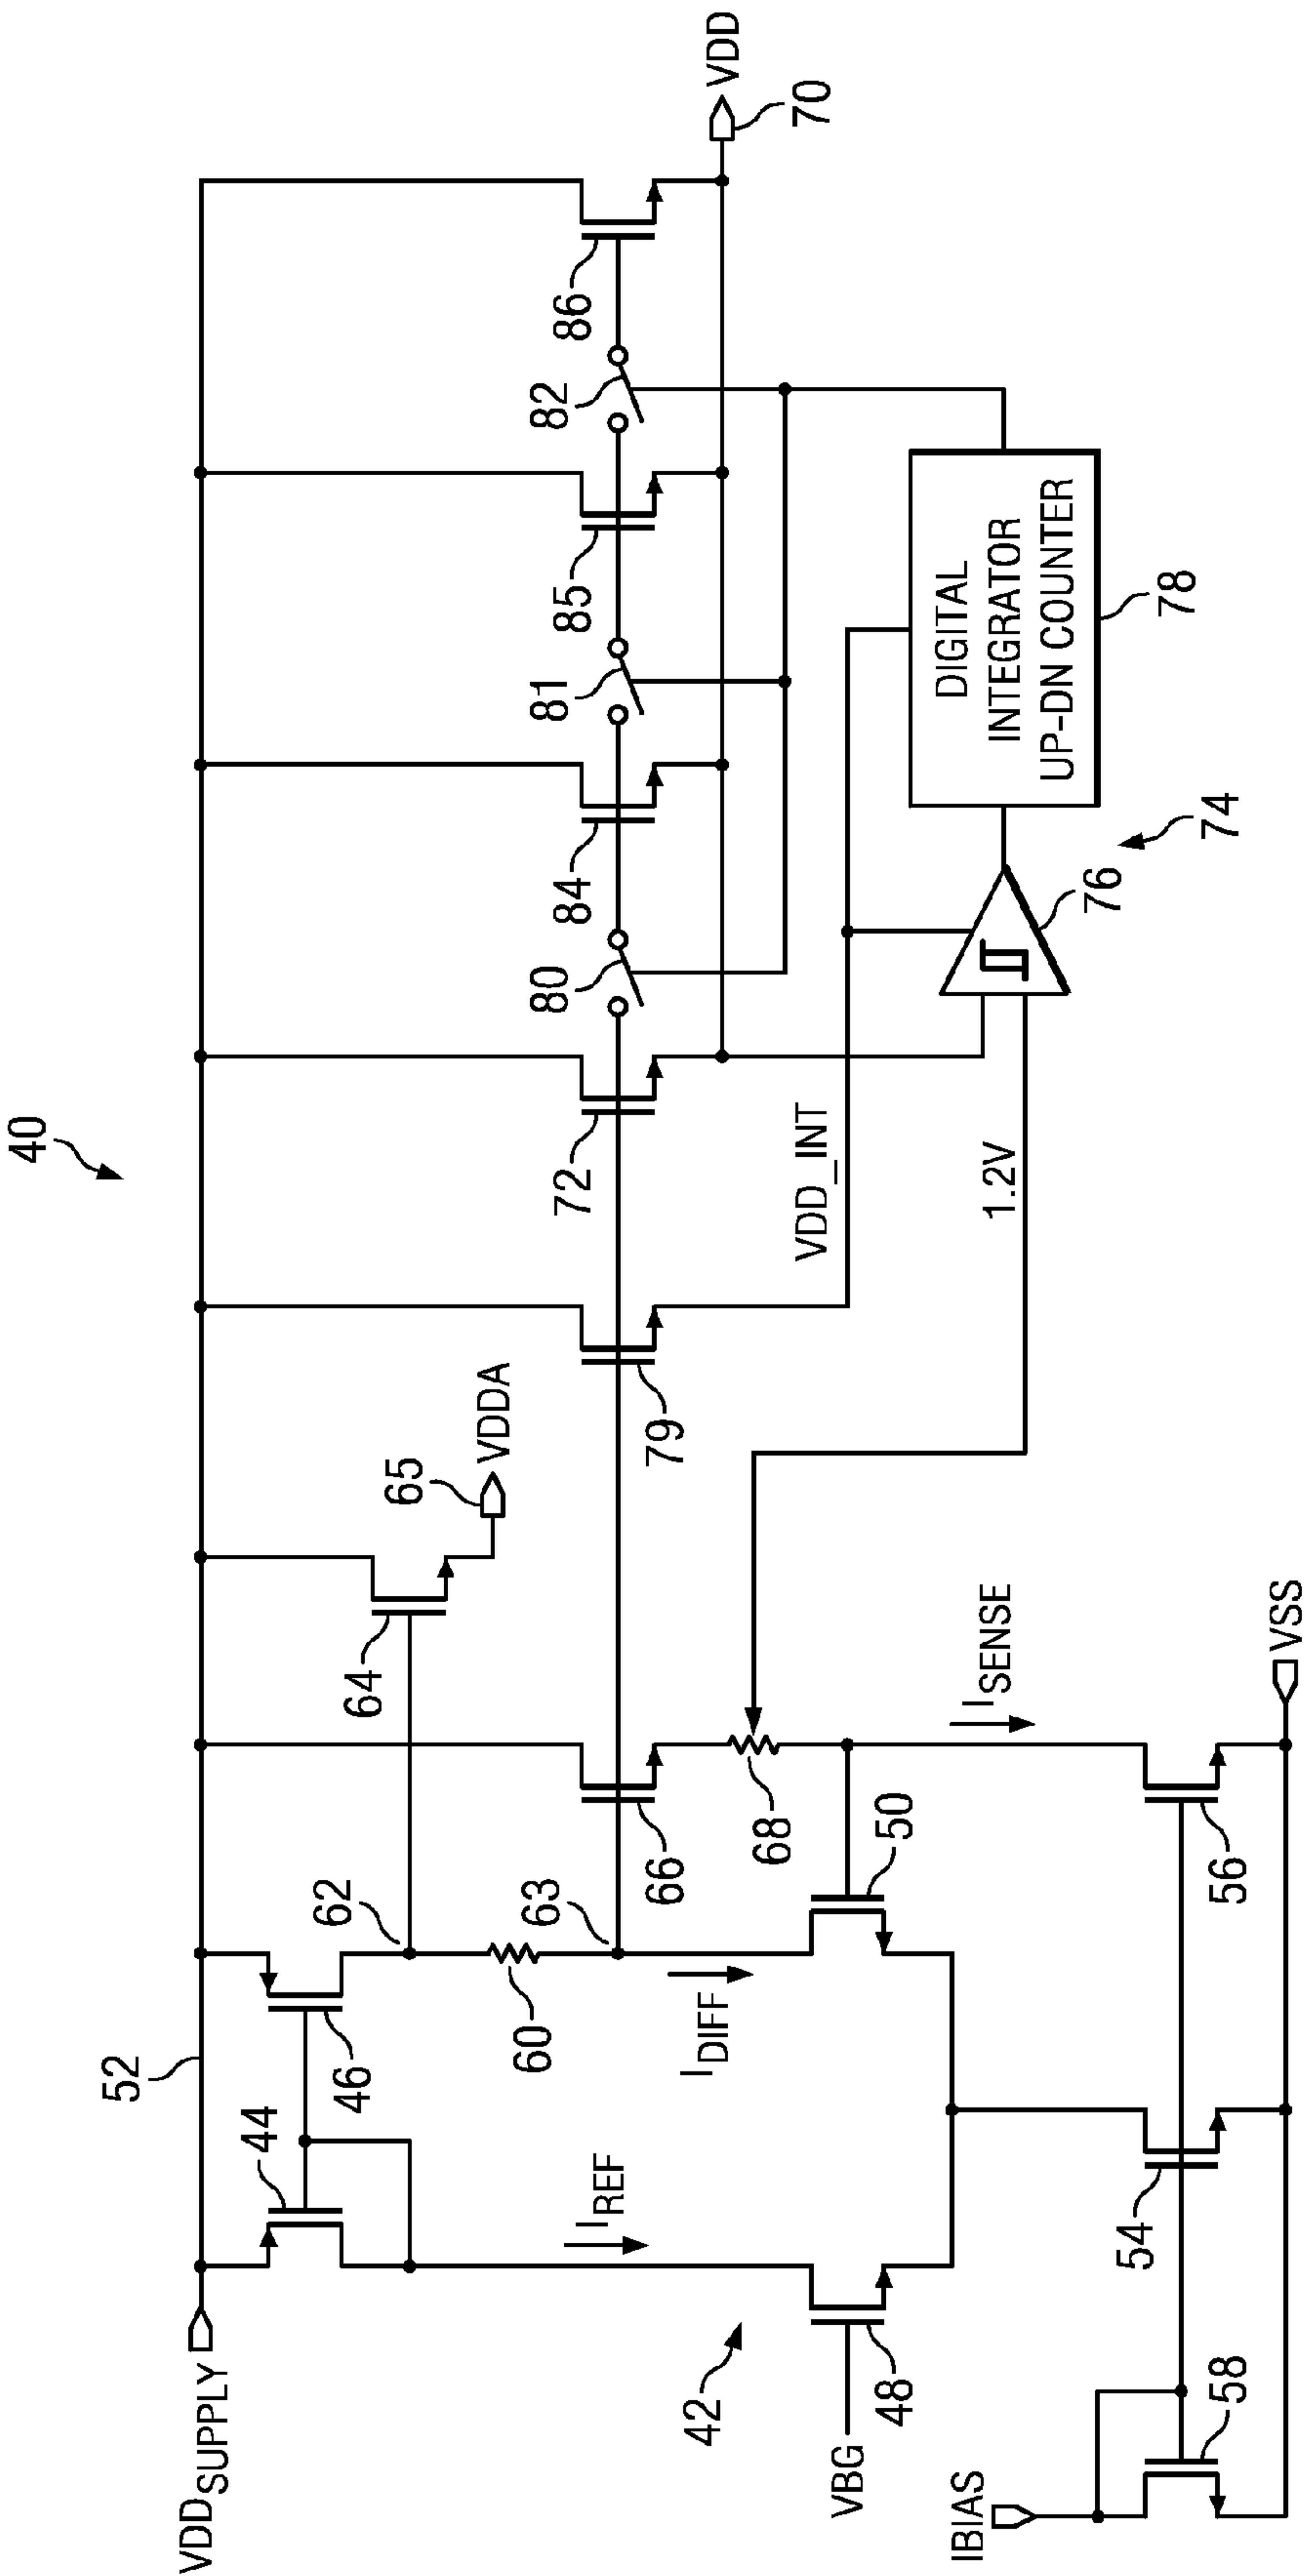 40
52
VDD_SUPPLY
44
46
62
64
65
VDDA
60
63
66
79
72
80
84
81
85
82
86
VDD
70
I_REF
I_DIFF
68
50
VDD_INT
1.2V
42
48
VBG
I_SENSE
76
74
DIGITAL
INTEGRATOR
UP-DN COUNTER
78
IBIAS
58
54
56
VSS